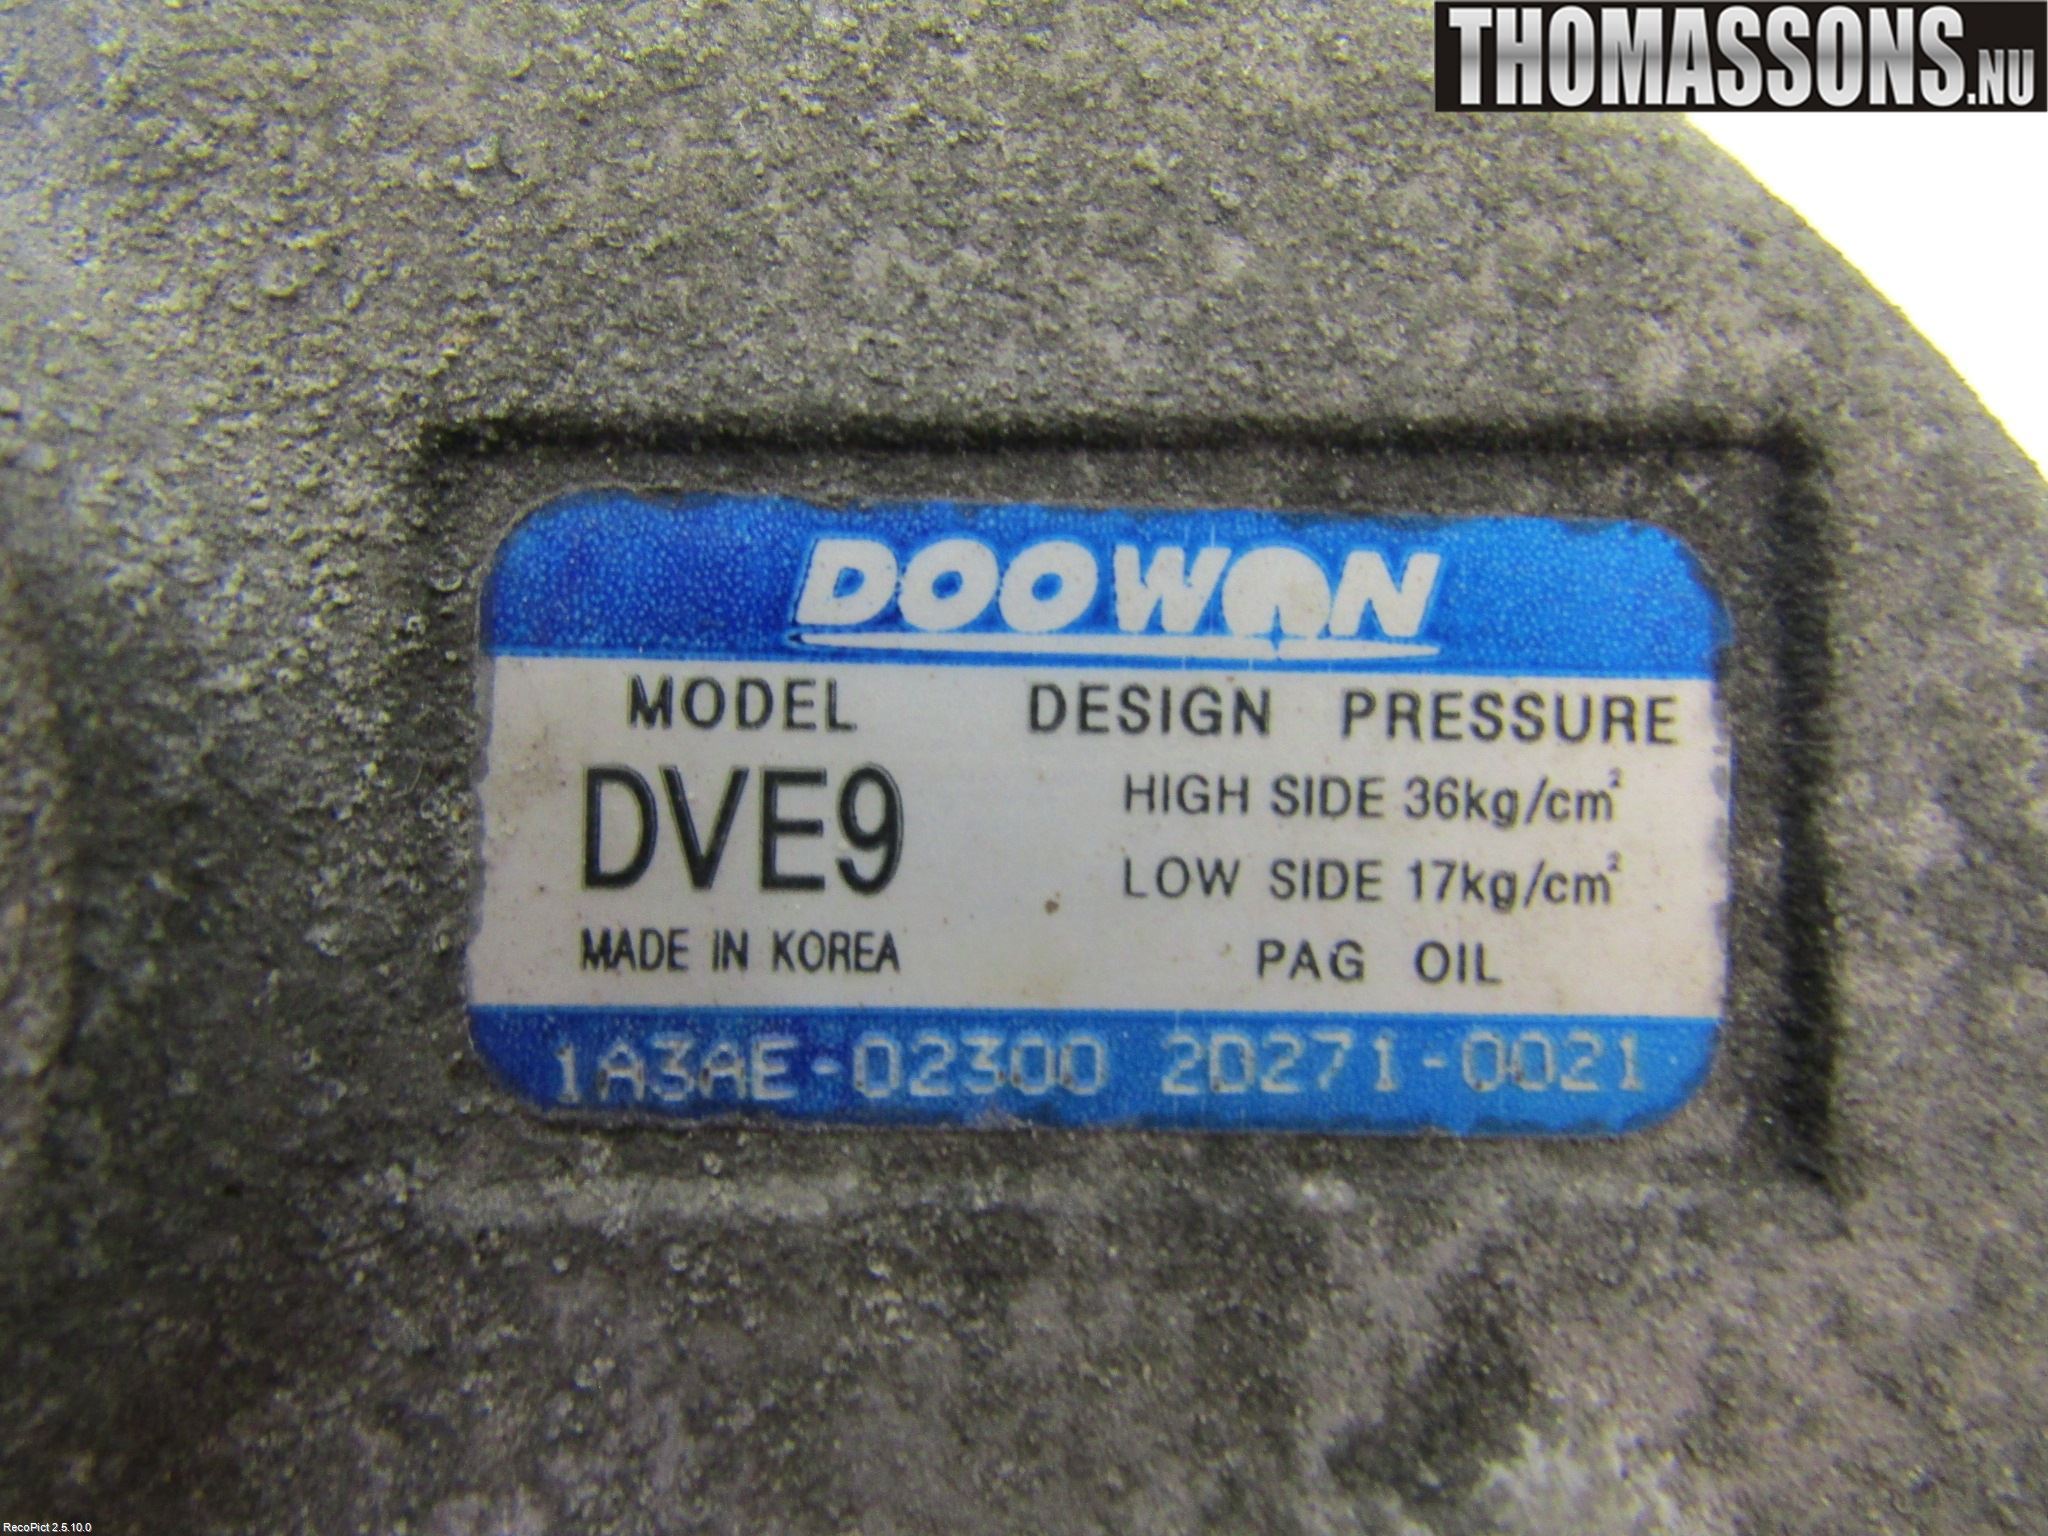 THOMASSONS.NU
DOOWON
MODEL
DVE9
MADE IN KOREA
DESIGN PRESSURE
HIGH SIDE 36kg/cm²
LOW SIDE 17kg/cm²
PAG OIL
1A3AE-02300 2D271-0021
RecoPict 2.5.10.0